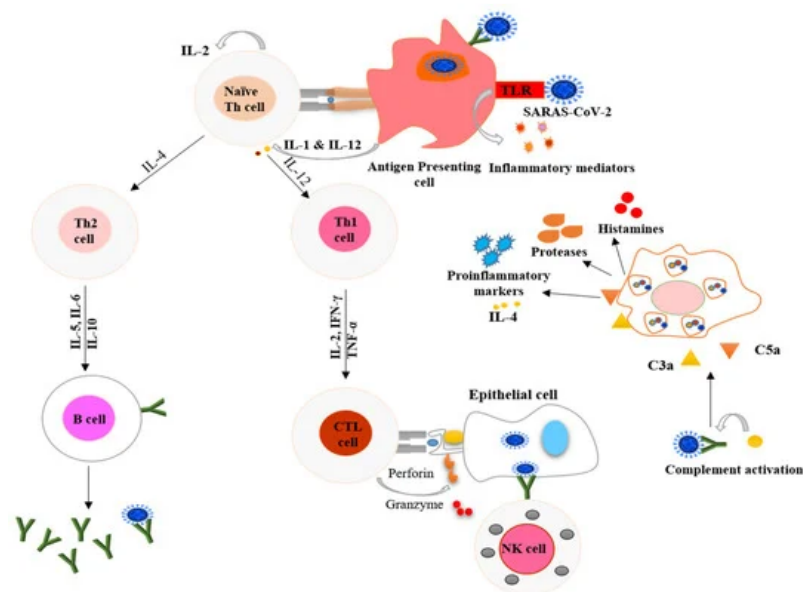 IL-2
Naïve
Th cell
TLR
SARAS-CoV-2
IL-1 & IL-12
Antigen Presenting
cell
Inflammatory mediators
IL-4
IL-12
Th2
cell
Th1
cell
Histamines
Proteases
Proinflammatory
markers
IL-4
IL-5, IL-6
IL-10
IL-2, IFN-γ
TNF-α
C3a
C5a
B cell
CTL
cell
Epithelial cell
Perforin
Granzyme
Complement activation
NK cell